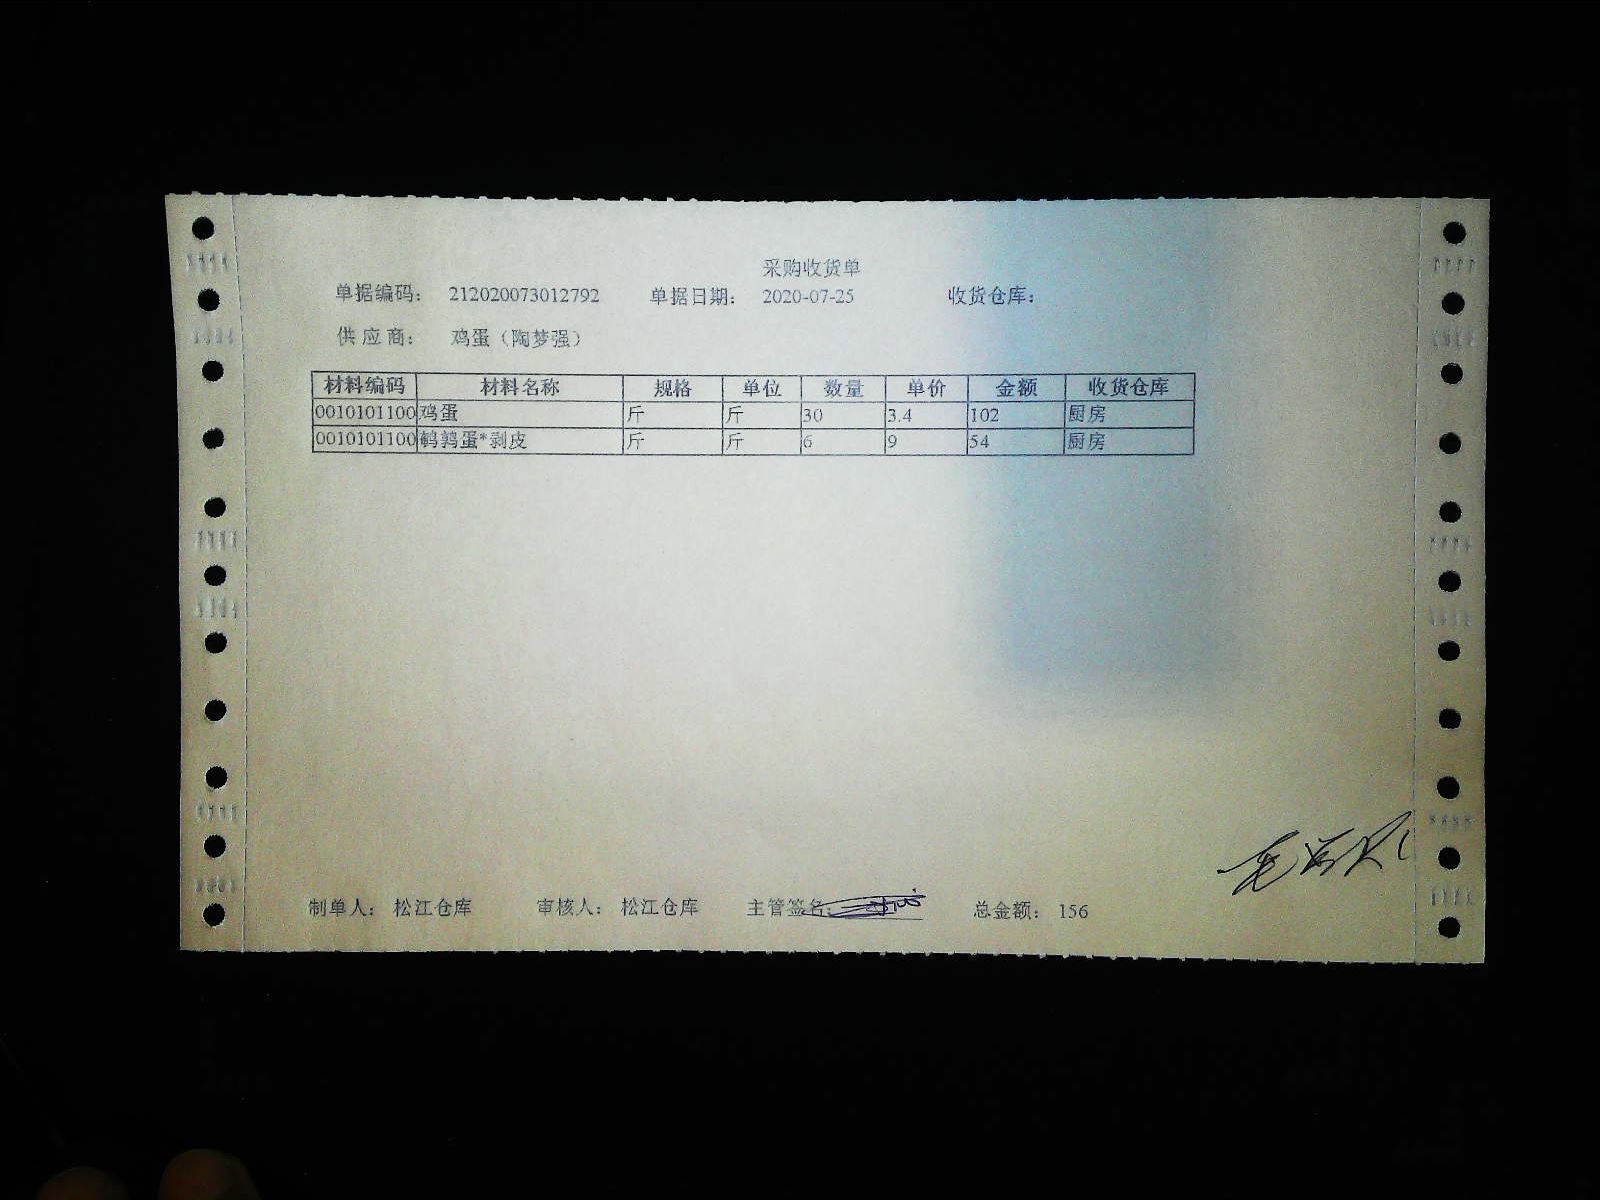 采购收货单
单据编码： 212020073012792 单据日期： 2020-07-25 收货仓库：
供 应 商： 鸡蛋（陶梦强）
材料编码 材料名称 规格 单位 数量 单价 金额 收货仓库
0010101100 鸡蛋 斤 斤 30 3.4 102 厨房
0010101100 鹌鹑蛋*剥皮 斤 斤 6 9 54 厨房
制单人： 松江仓库 审核人： 松江仓库 主管签名： 总金额： 156